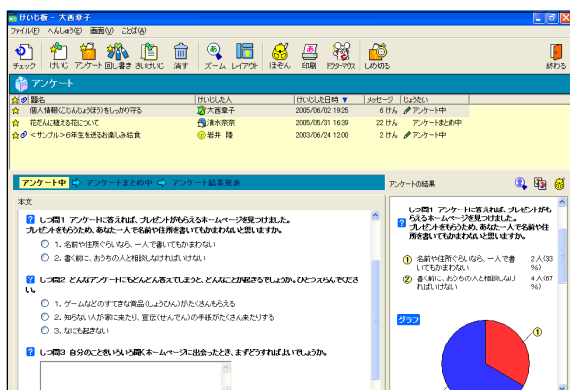 けいじ板 - 大西幸子
ファイル(F) へんしゅう(E) 画面(V) ことば(A)
チェック けいじ アンケート 回し書き さいけいじ 消す ズーム レイアウト ほぞん 印刷 ドクターマウス しめきる 終わる
アンケート
題名 けいじした人 けいじした日時 ▼ メッセージ じょうたい
個人情報(こじんじょうほう)をしっかり守る 大西幸子 2005/06/02 19:25 6 けん アンケート中
花だんに植える花について 清水奈奈 2005/05/31 16:39 22 けん アンケートまとめ中
<サンプル>6年生を送るお楽しみ給食 岩井 陸 2003/06/24 12:00 2 けん アンケート中
アンケート中 アンケートまとめ中 アンケート結果発表
本文
しつ問1 アンケートに答えれば、プレゼントがもらえるホームページを見つけました。
プレゼントをもらうため、あなた一人で名前や住所を書いてもかまわないと思いますか。
1. 名前や住所ぐらいなら、一人で書いてもかまわない
2. 書く前に、おうちの人と相談しなければいけない
しつ問2 どんなアンケートにもどんどん答えてしまうと、どんなことが起きるでしょうか。ひとつえらんでください。
1. ゲームなどのすてきな賞品(しょうひん)がたくさんもらえる
2. 知らない人が家に来たり、宣伝(せんでん)の手紙がたくさん来たりする
3. なにも起きない
しつ問3 自分のことをいろいろ聞くホームページに出会ったとき、まずどうすればよいでしょうか。
アンケートの結果
しつ問1 アンケートに答えれば、プレゼントがも
らえるホームページを見つけました。
プレゼントをもらうため、あなた一人で名前や住
所を書いてもかまわないと思いますか。
① 名前や住所ぐらいなら、一人で書いてもかまわない 2人(33%)
② 書く前に、おうちの人と相談しなければいけない 4人(67%)
グラフ
①
②